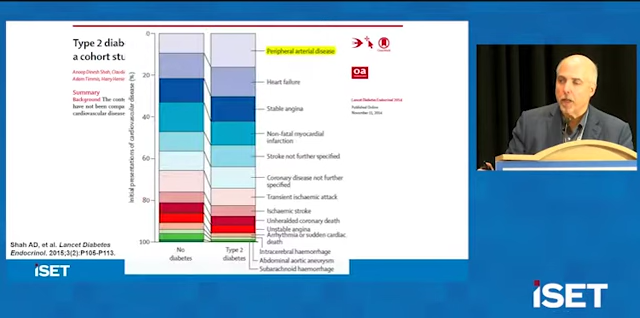 Type 2 diab
a cohort stu
Summary
Background The cont
have not been compa
cardiovascular disease
Initial presentations of cardiovascular disease (%)
0
20
40
60
80
100
No
diabetes
Type 2
diabetes
Peripheral arterial disease
Heart failure
Stable angina
Non-fatal myocardial
infarction
Stroke not further specified
Coronary disease not further
specified
Transient ischaemic attack
Ischaemic stroke
Unheralded coronary death
Unstable angina
Arrhythmia or sudden cardiac
death
Intracerebral haemorrhage
Abdominal aortic aneurysm
Subarachnoid haemorrhage
oa
Lancet Diabetes Endocrinol 2014
Published Online
November 11, 2014
Shah AD, et al. Lancet Diabetes
Endocrinol. 2015;3(2):P105-P113.
iSET
iSET